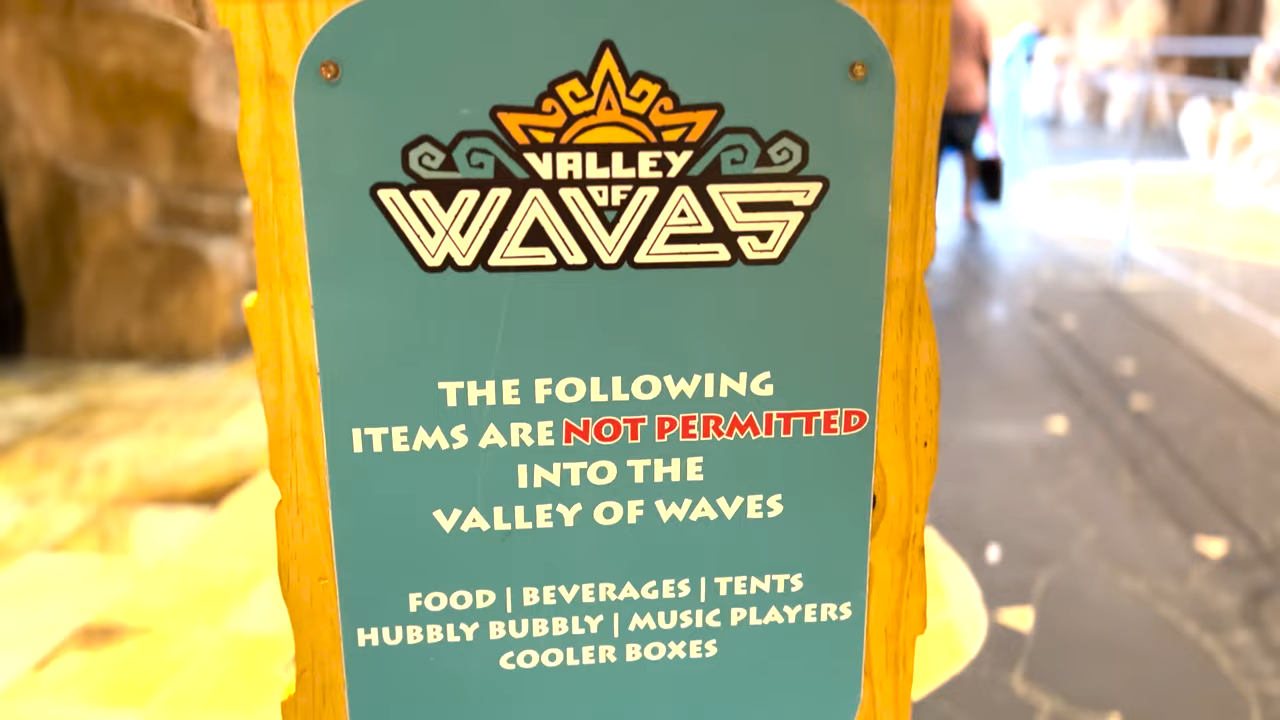 VALLEY
OF
WAVES
THE FOLLOWING
ITEMS ARE NOT PERMITTED
INTO THE
VALLEY OF WAVES
FOOD | BEVERAGES | TENTS
HUBBLY BUBBLY | MUSIC PLAYERS
COOLER BOXES